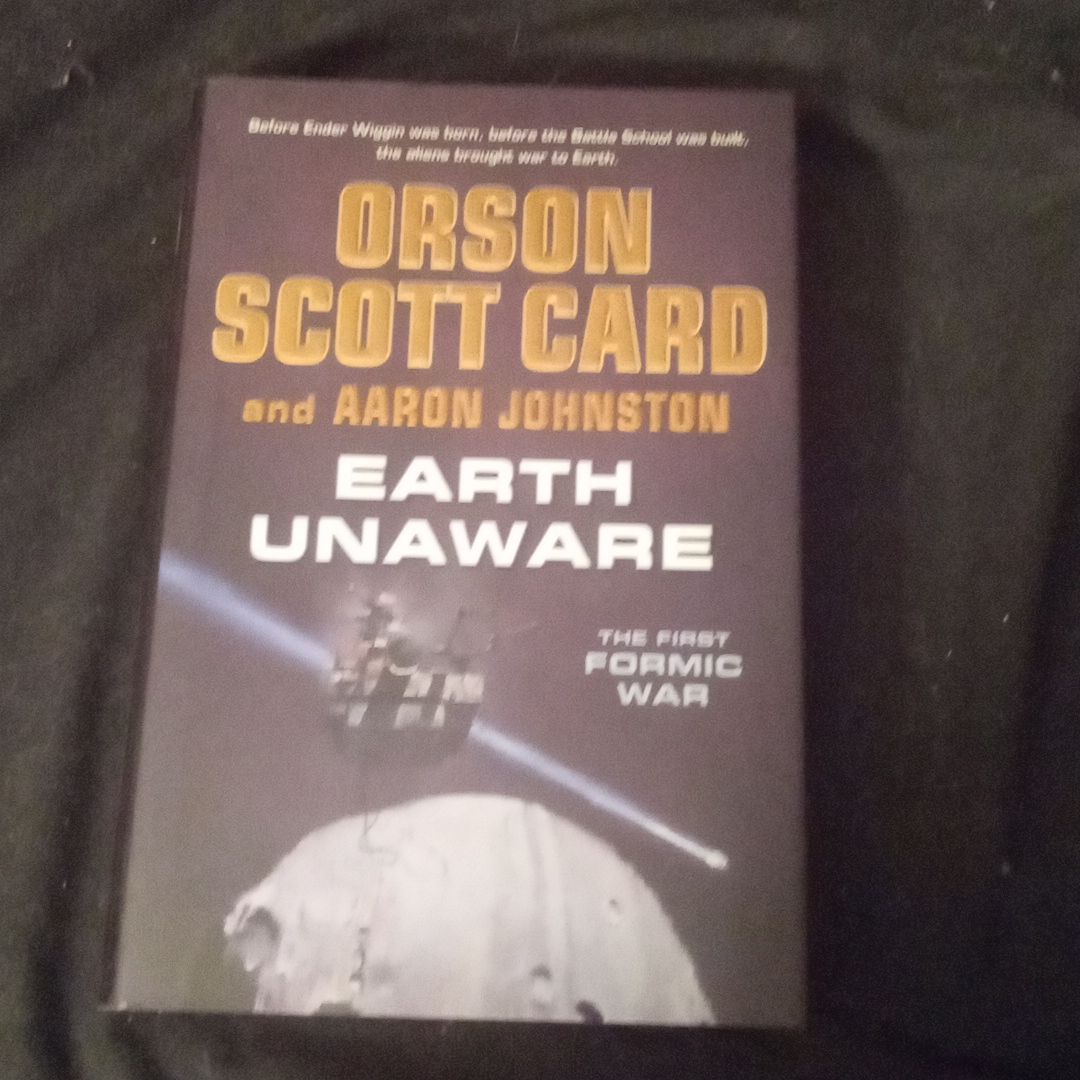 Before Ender Wiggin was born, before the Battle School was built,
the aliens brought war to Earth.
ORSON
SCOTT CARD
and AARON JOHNSTON
EARTH
UNAWARE
THE FIRST
FORMIC
WAR